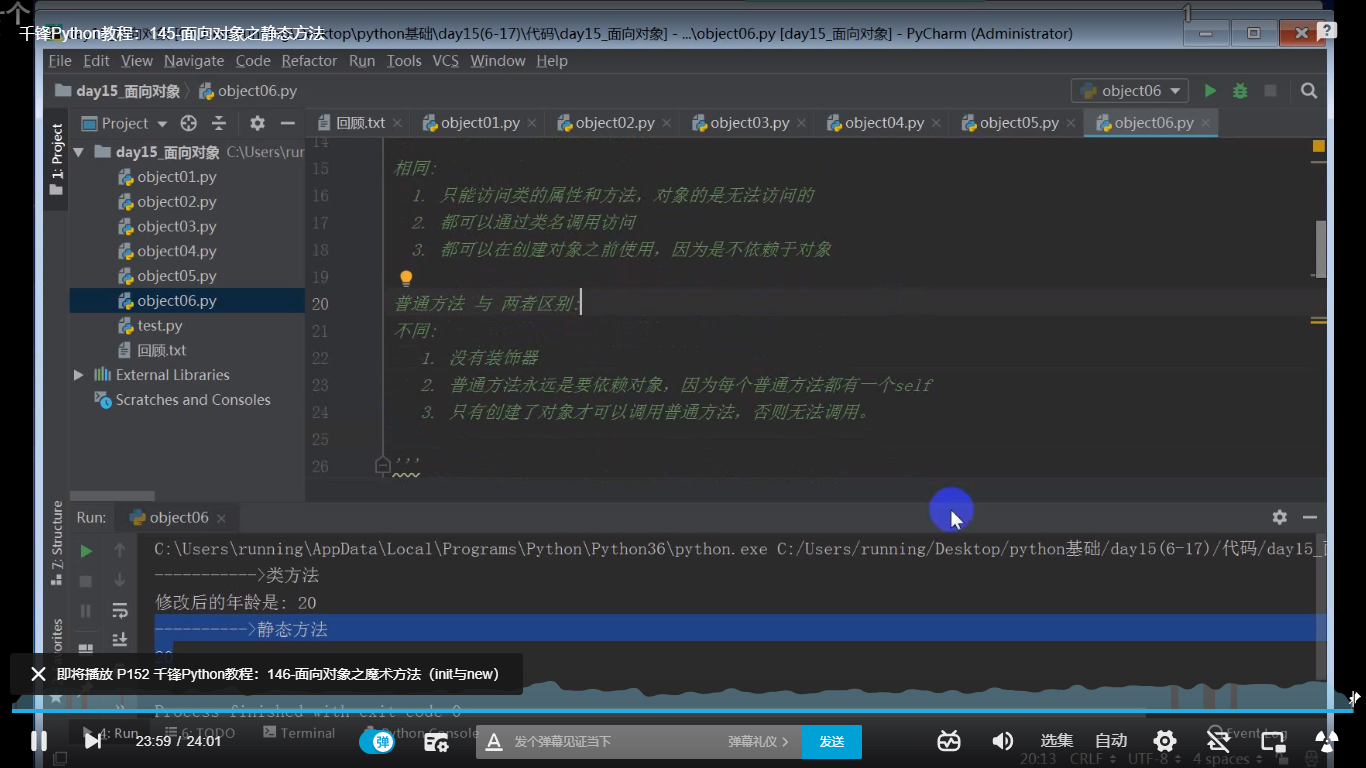 千锋Python教程：145-面向对象之静态方法
top\python基础\day15(6-17)\代码\day15_面向对象] - ...\object06.py [day15_面向对象] - PyCharm (Administrator)
File Edit View Navigate Code Refactor Run Tools VCS Window Help
day15_面向对象 object06.py
object06
Project
回顾.txt object01.py object02.py object03.py object04.py object05.py object06.py
1: Project
day15_面向对象 C:\Users\run
object01.py
object02.py
object03.py
object04.py
object05.py
object06.py
test.py
回顾.txt
External Libraries
Scratches and Consoles
14
15 相同:
16 1. 只能访问类的属性和方法，对象的是无法访问的
17 2. 都可以通过类名调用访问
18 3. 都可以在创建对象之前使用，因为是不依赖于对象
19
20 普通方法 与 两者区别:
21 不同:
22 1. 没有装饰器
23 2. 普通方法永远是要依赖对象，因为每个普通方法都有一个self
24 3. 只有创建了对象才可以调用普通方法，否则无法调用。
25
26 '''
7: Structure
Run: object06
C:\Users\running\AppData\Local\Programs\Python\Python36\python.exe C:/Users/running/Desktop/python基础/day15(6-17)/代码/day15_
----------->类方法
修改后的年龄是: 20
---------->静态方法
20
即将播放 P152 千锋Python教程：146-面向对象之魔术方法（init与new）
Process finished with exit code 0
4: Run 6: TODO Terminal Python Console Event Log
23:59 / 24:01
弹
发个弹幕见证当下 弹幕礼仪 >
发送
选集 自动
20:13 CRLF UTF-8 4 spaces